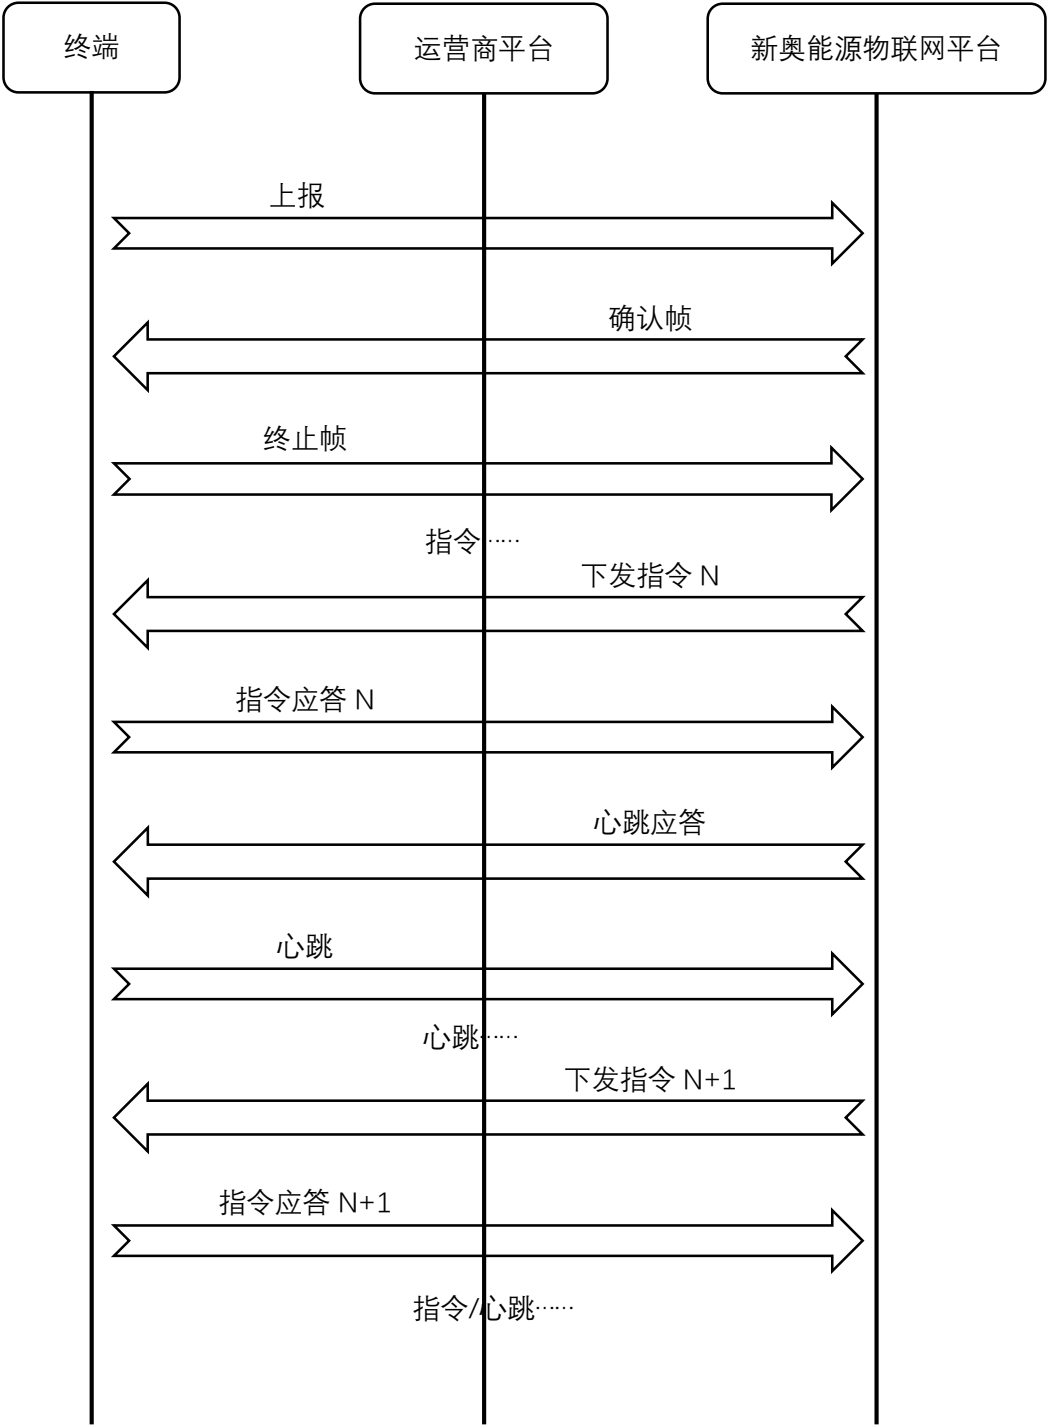 终端
运营商平台
新奥能源物联网平台
上报
确认帧
终止帧
指令……
下发指令 N
指令应答 N
心跳应答
心跳
心跳……
下发指令 N+1
指令应答 N+1
指令/心跳……